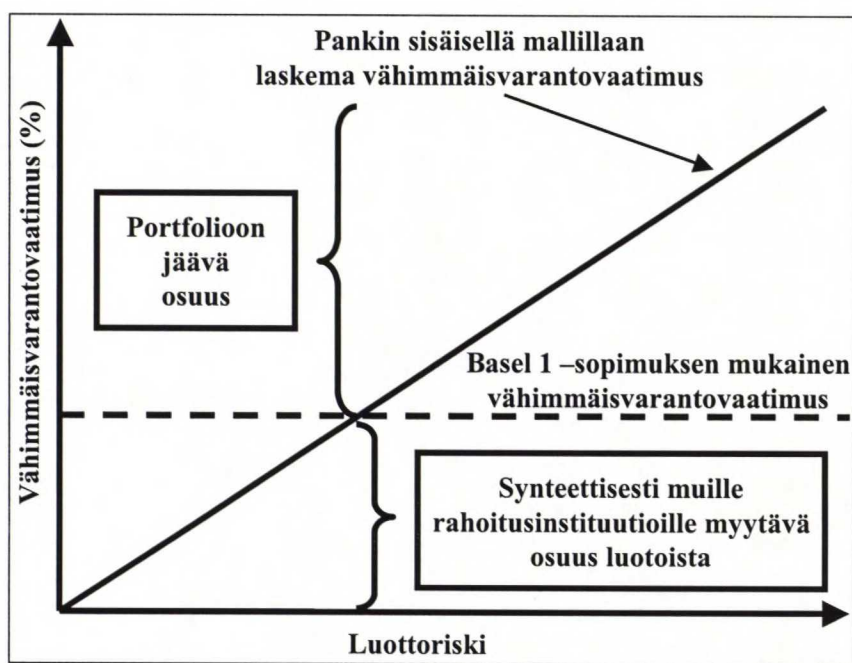 Pankin sisäisellä mallillaan
laskema vähimmäisvarantovaatimus
Vähimmäisvarantovaatimus (%)
Portfolioon
jäävä
osuus
Basel 1 –sopimuksen mukainen
vähimmäisvarantovaatimus
Synteettisesti muille
rahoitusinstituutioille myytävä
osuus luotoista
Luottoriski